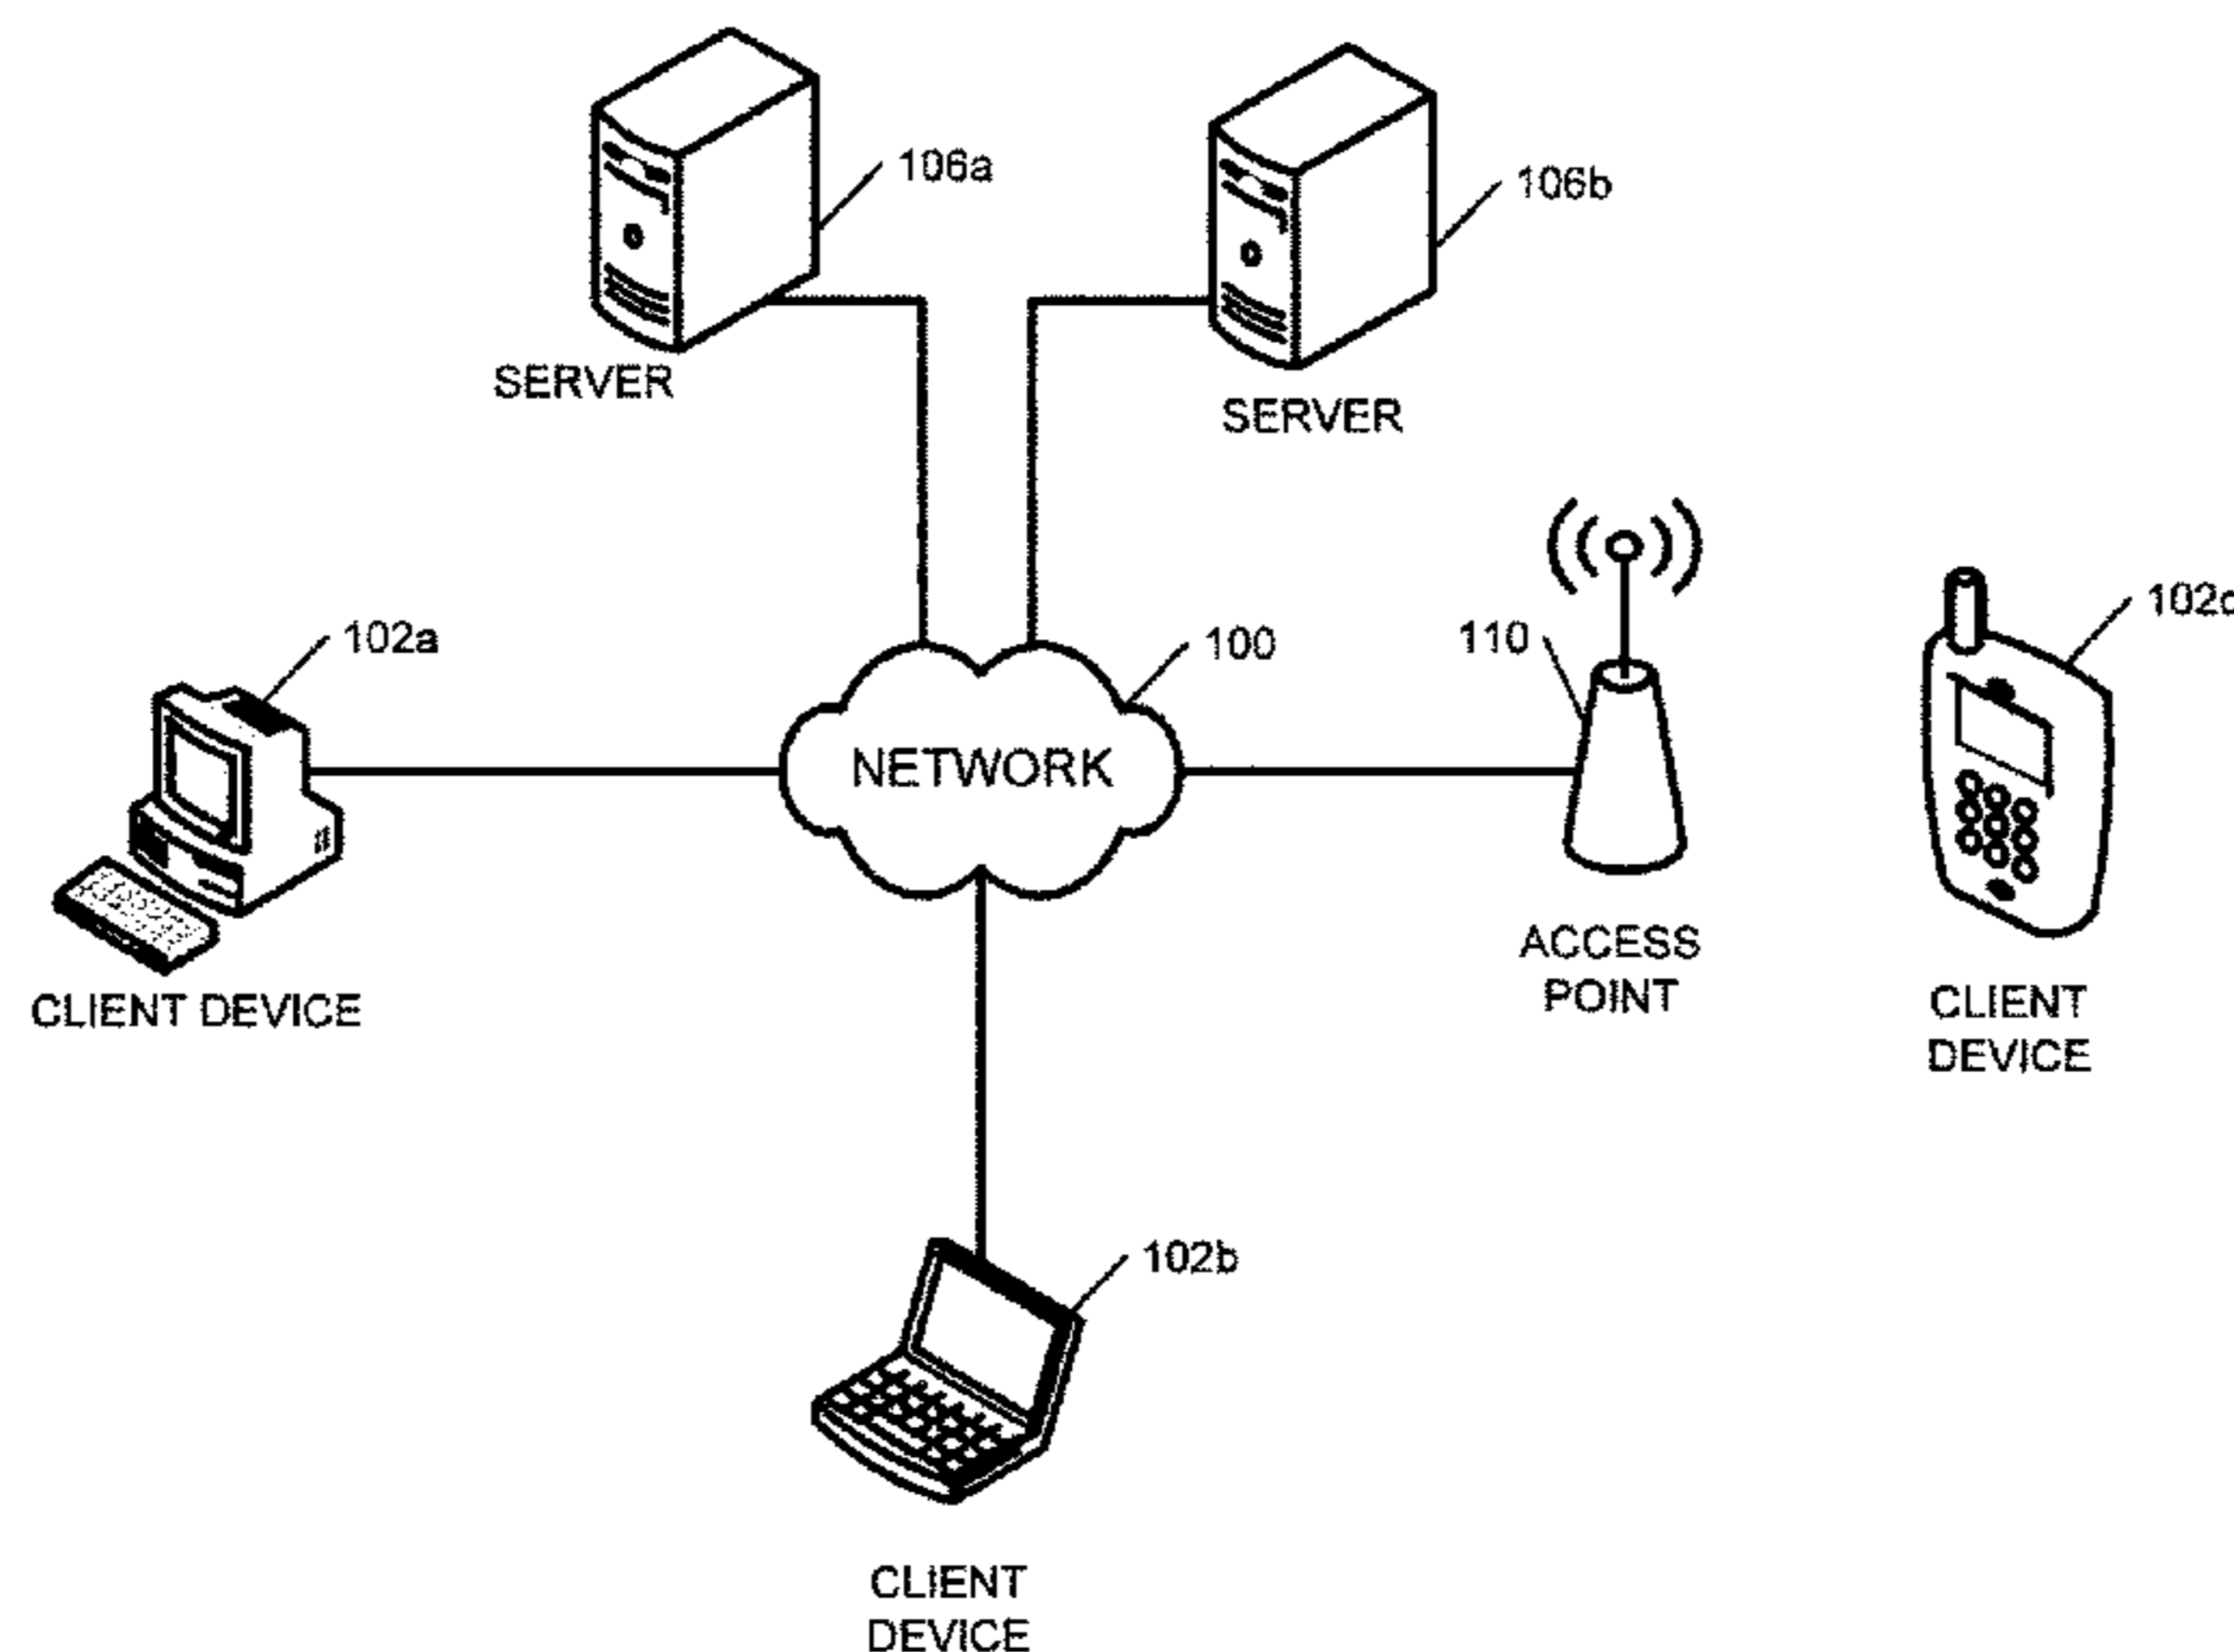 106a
106b
SERVER
SERVER
102a
100
110
NETWORK
ACCESS
POINT
CLIENT DEVICE
CLIENT
DEVICE
102b
CLIENT
DEVICE